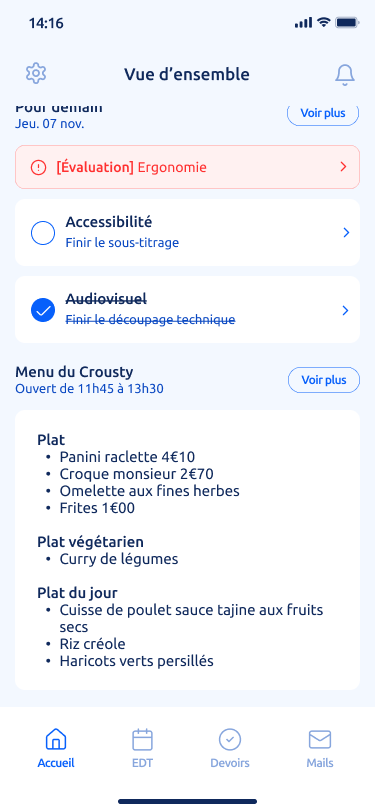 14:16
Vue d'ensemble
Pour demain
Jeu. 07 nov.
Voir plus
[Évaluation] Ergonomie
Accessibilité
Finir le sous-titrage
Audiovisuel
Finir le découpage technique
Menu du Crousty
Ouvert de 11h45 à 13h30
Voir plus
Plat
• Panini raclette 4€10
• Croque monsieur 2€70
• Omelette aux fines herbes
• Frites 1€00
Plat végétarien
• Curry de légumes
Plat du jour
• Cuisse de poulet sauce tajine aux fruits
secs
• Riz créole
• Haricots verts persillés
Accueil
EDT
Devoirs
Mails